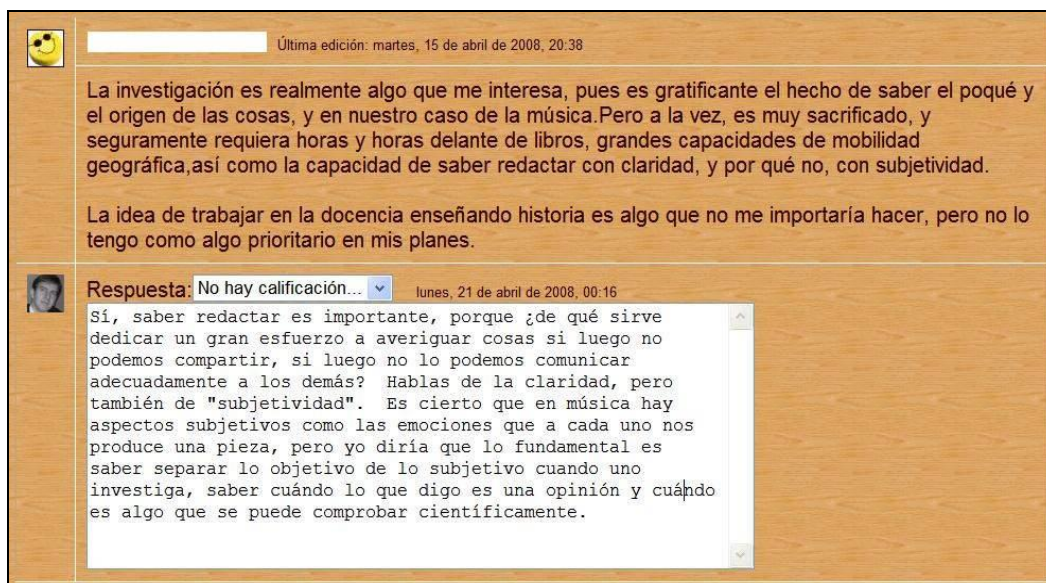 Última edición: martes, 15 de abril de 2008, 20:38
La investigación es realmente algo que me interesa, pues es gratificante el hecho de saber el poqué y
el origen de las cosas, y en nuestro caso de la música.Pero a la vez, es muy sacrificado, y
seguramente requiera horas y horas delante de libros, grandes capacidades de mobilidad
geográfica,así como la capacidad de saber redactar con claridad, y por qué no, con subjetividad.
La idea de trabajar en la docencia enseñando historia es algo que no me importaría hacer, pero no lo
tengo como algo prioritario en mis planes.
Respuesta: No hay calificación... lunes, 21 de abril de 2008, 00:16
Sí, saber redactar es importante, porque ¿de qué sirve
dedicar un gran esfuerzo a averiguar cosas si luego no
podemos compartir, si luego no lo podemos comunicar
adecuadamente a los demás?  Hablas de la claridad, pero
también de "subjetividad".  Es cierto que en música hay
aspectos subjetivos como las emociones que a cada uno nos
produce una pieza, pero yo diría que lo fundamental es
saber separar lo objetivo de lo subjetivo cuando uno
investiga, saber cuándo lo que digo es una opinión y cuándo
es algo que se puede comprobar científicamente.